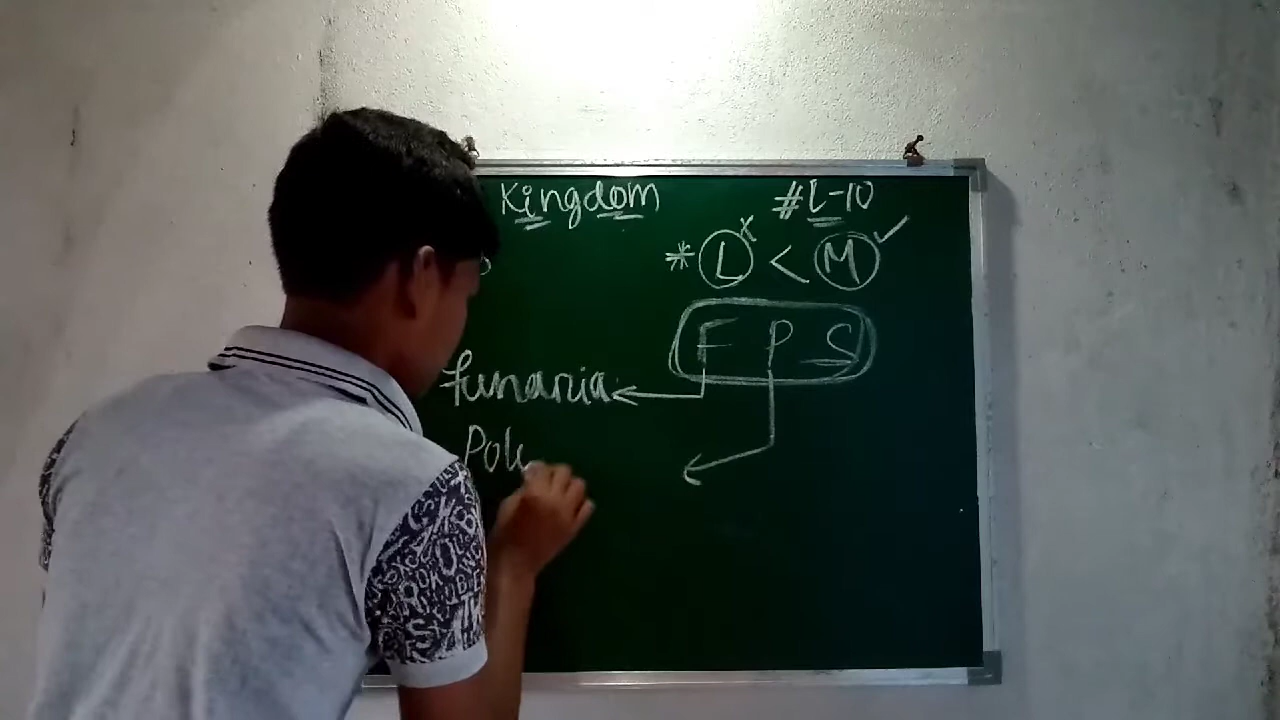 Kingdom #L-10
* L x < M ✓
F P S
funaria
Pol